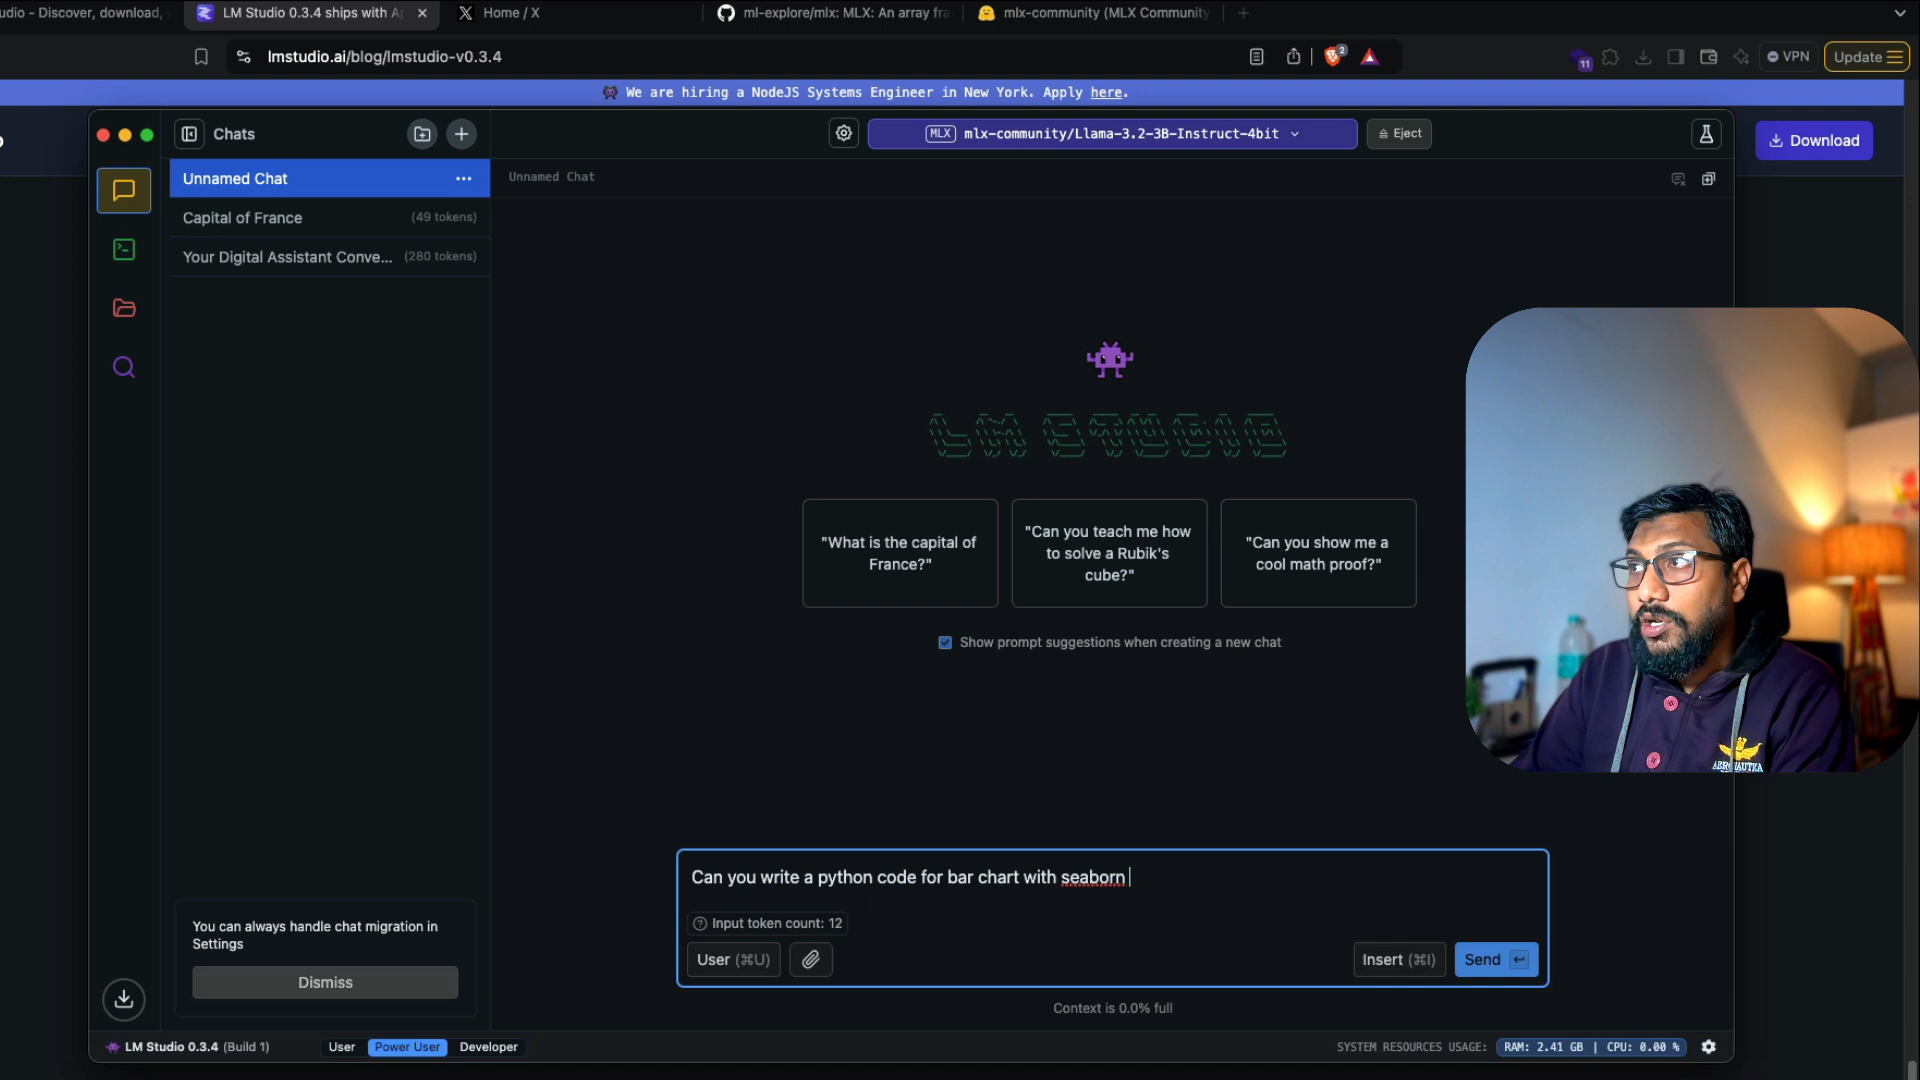 udio - Discover, download,
LM Studio 0.3.4 ships with Ap
Home / X
ml-explore/mlx: MLX: An array fra
mlx-community (MLX Community
lmstudio.ai/blog/lmstudio-v0.3.4
2
11
VPN
Update
We are hiring a NodeJS Systems Engineer in New York. Apply here.
Chats
MLX mlx-community/Llama-3.2-3B-Instruct-4bit
Eject
Download
Unnamed Chat
Unnamed Chat
Capital of France (49 tokens)
Your Digital Assistant Conve... (280 tokens)
LM STUDIO
"What is the capital of
France?"
"Can you teach me how
to solve a Rubik's
cube?"
"Can you show me a
cool math proof?"
Show prompt suggestions when creating a new chat
Can you write a python code for bar chart with seaborn
Input token count: 12
User (⌘U)
Insert (⌘I)
Send
Context is 0.0% full
You can always handle chat migration in
Settings
Dismiss
LM Studio 0.3.4 (Build 1)
User
Power User
Developer
SYSTEM RESOURCES USAGE:
RAM: 2.41 GB | CPU: 0.00 %